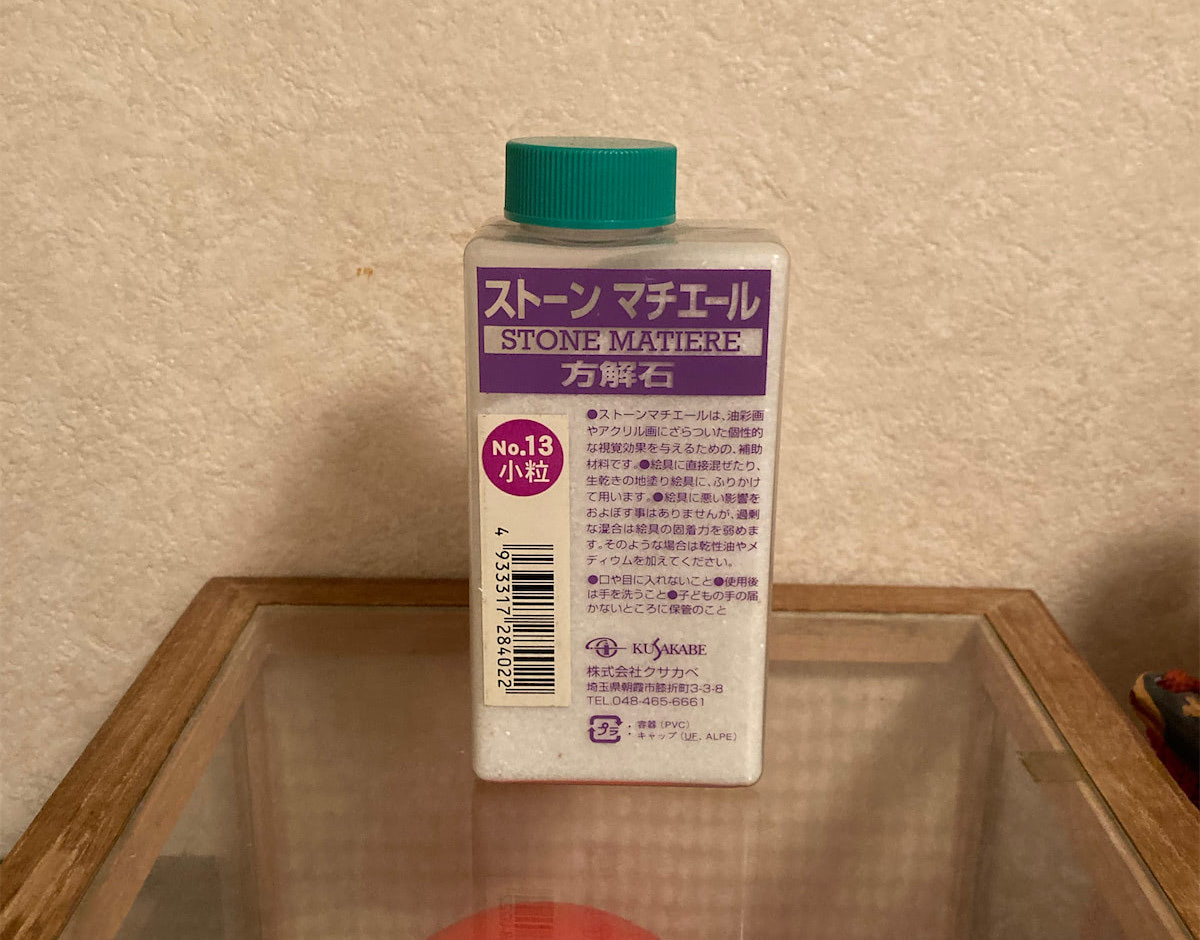 ストーン マチエール
STONE MATIERE
方解石
No.13
小粒
4 933317 284022
●ストーンマチエールは、油彩画
やアクリル画にざらついた個性的
な視覚効果を与えるための、補助
材料です。●絵具に直接混ぜたり、
生乾きの地塗り絵具に、ふりかけ
て用います。●絵具に悪い影響を
およぼす事はありませんが、過剰
な混合は絵具の固着力を弱めま
す。そのような場合は乾性油やメ
ディウムを加えてください。
●口や目に入れないこと●使用後
は手を洗うこと●子どもの手の届
かないところに保管のこと
KUSAKABE
株式会社クサカベ
埼玉県朝霞市膝折町3-3-8
TEL.048-465-6661
プラ
・容器(PVC)
・キャップ(UF、ALPE)